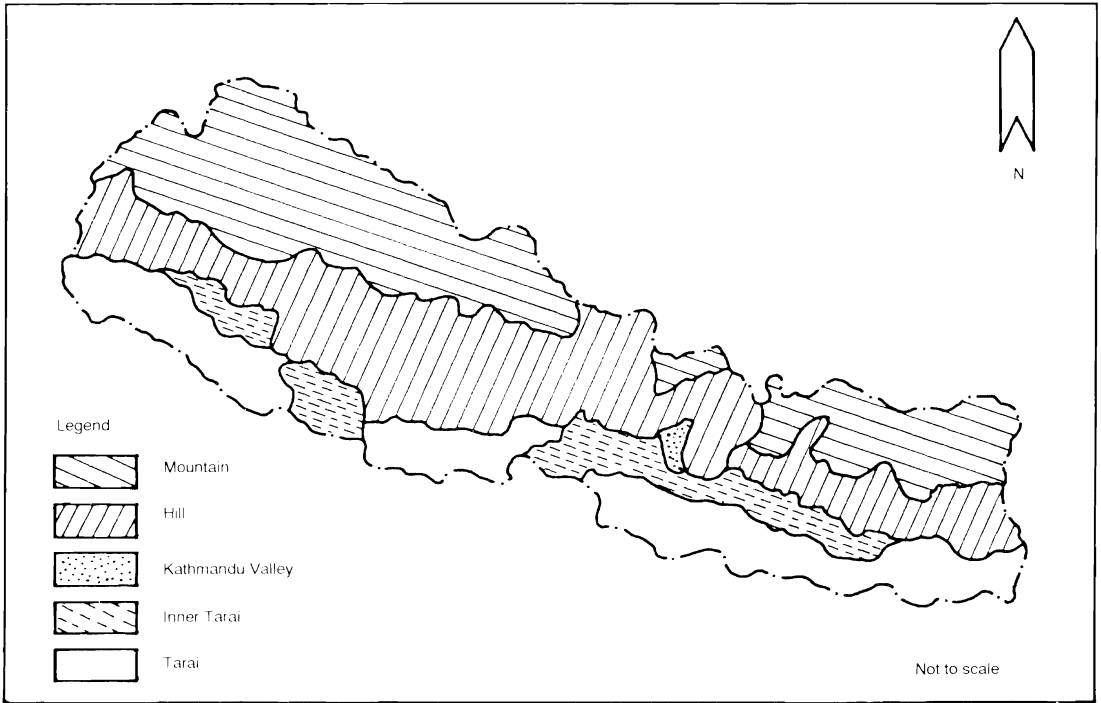 N
Legend
Mountain
Hill
Kathmandu Valley
Inner Tarai
Tarai
Not to scale